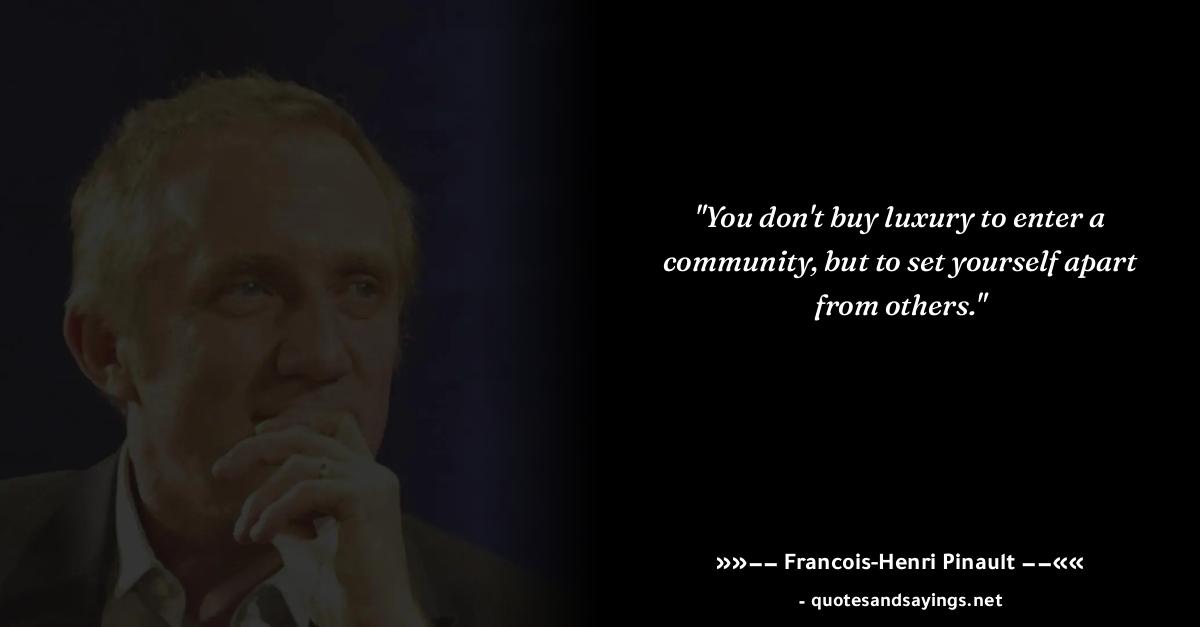 "You don't buy luxury to enter a
community, but to set yourself apart
from others."
»»–– Francois-Henri Pinault ––««
- quotesandsayings.net